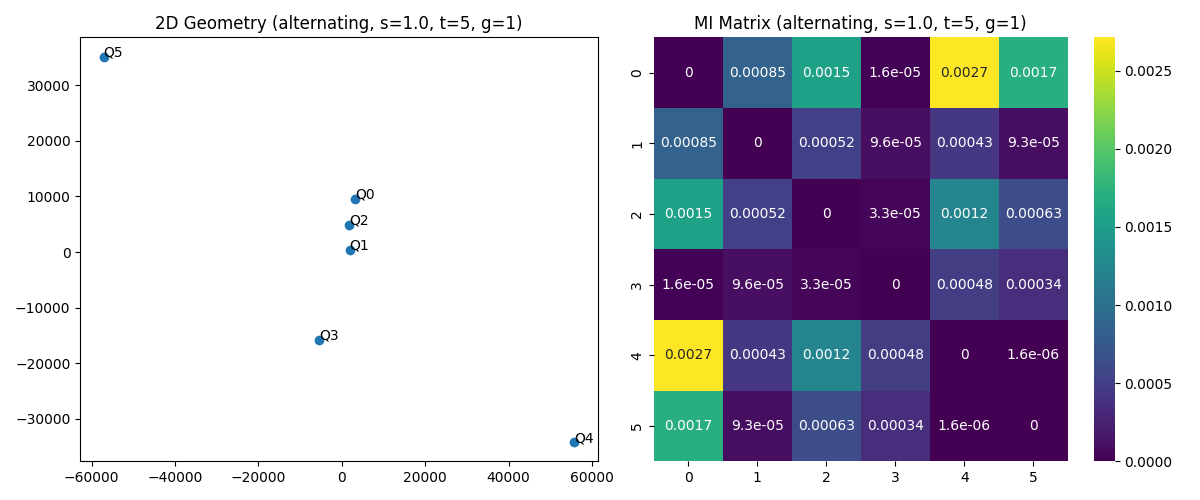 2D Geometry (alternating, s=1.0, t=5, g=1)
30000
20000
10000
0
−10000
−20000
−30000
−60000 −40000 −20000 0 20000 40000 60000
Q5
Q0
Q2
Q1
Q3
Q4
MI Matrix (alternating, s=1.0, t=5, g=1)
0 0 0.00085 0.0015 1.6e-05 0.0027 0.0017
1 0.00085 0 0.00052 9.6e-05 0.00043 9.3e-05
2 0.0015 0.00052 0 3.3e-05 0.0012 0.00063
3 1.6e-05 9.6e-05 3.3e-05 0 0.00048 0.00034
4 0.0027 0.00043 0.0012 0.00048 0 1.6e-06
5 0.0017 9.3e-05 0.00063 0.00034 1.6e-06 0
0 1 2 3 4 5
0.0025
0.0020
0.0015
0.0010
0.0005
0.0000